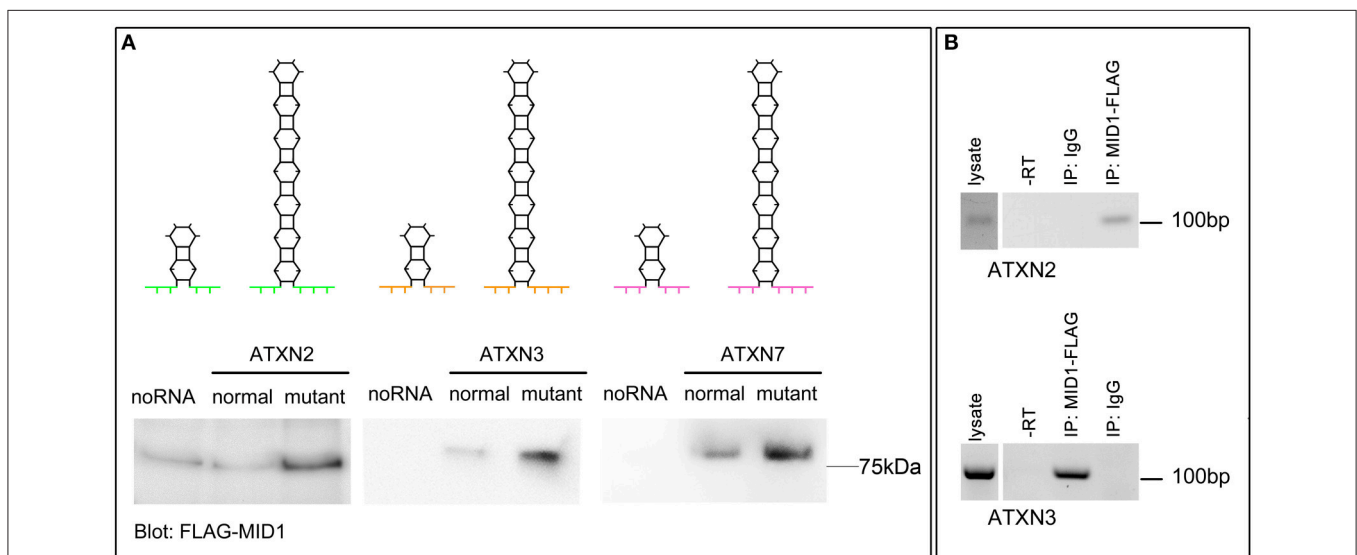 A
ATXN2
noRNA normal mutant
ATXN3
noRNA normal mutant
ATXN7
noRNA normal mutant
75kDa
Blot: FLAG-MID1
B
lysate
-RT
IP: IgG
IP: MID1-FLAG
100bp
ATXN2
lysate
-RT
IP: MID1-FLAG
IP: IgG
100bp
ATXN3